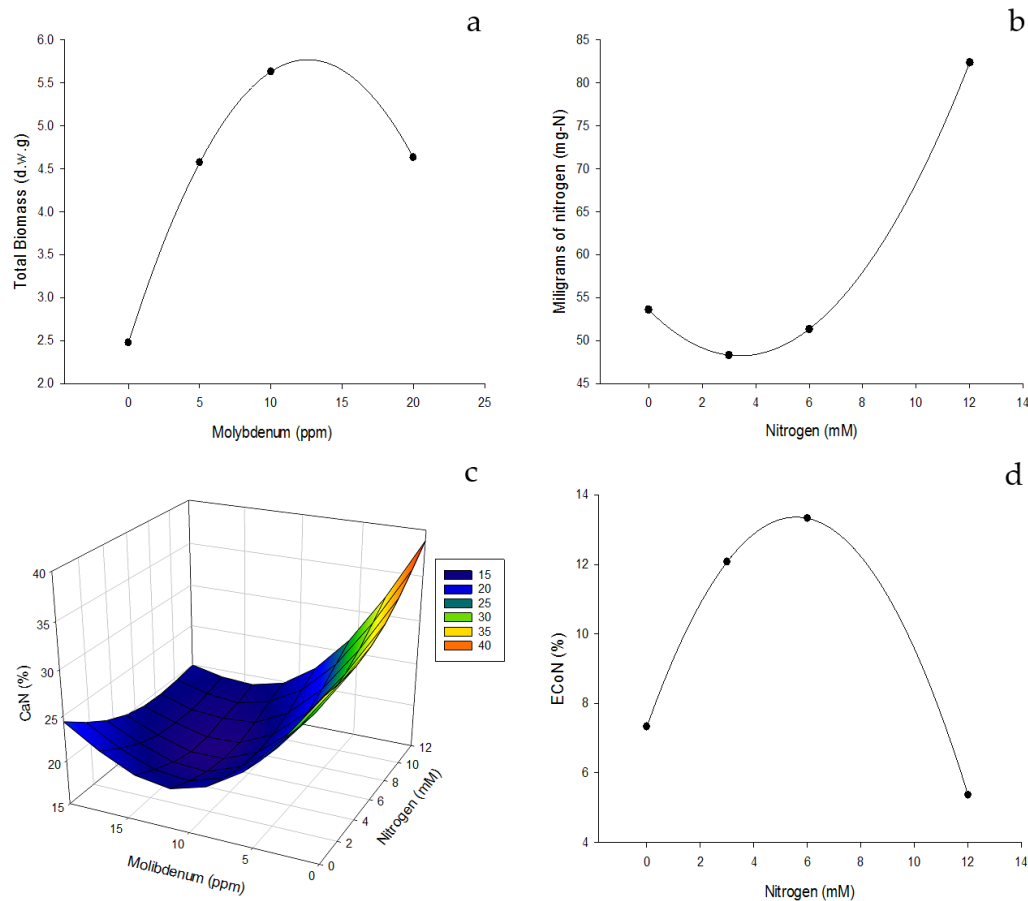 a
Total Biomass (d.w.g)
6.0
5.5
5.0
4.5
4.0
3.5
3.0
2.5
2.0
0 5 10 15 20 25
Molybdenum (ppm)
b
Miligrams of nitrogen (mg-N)
85
80
75
70
65
60
55
50
45
0 2 4 6 8 10 12 14
Nitrogen (mM)
c
CaN (%)
40
35
30
25
20
15
15 10 5 0
Molibdenum (ppm)
0 2 4 6 8 10 12
Nitrogen (mM)
15
20
25
30
35
40
d
ECoN (%)
14
12
10
8
6
4
0 2 4 6 8 10 12 14
Nitrogen (mM)